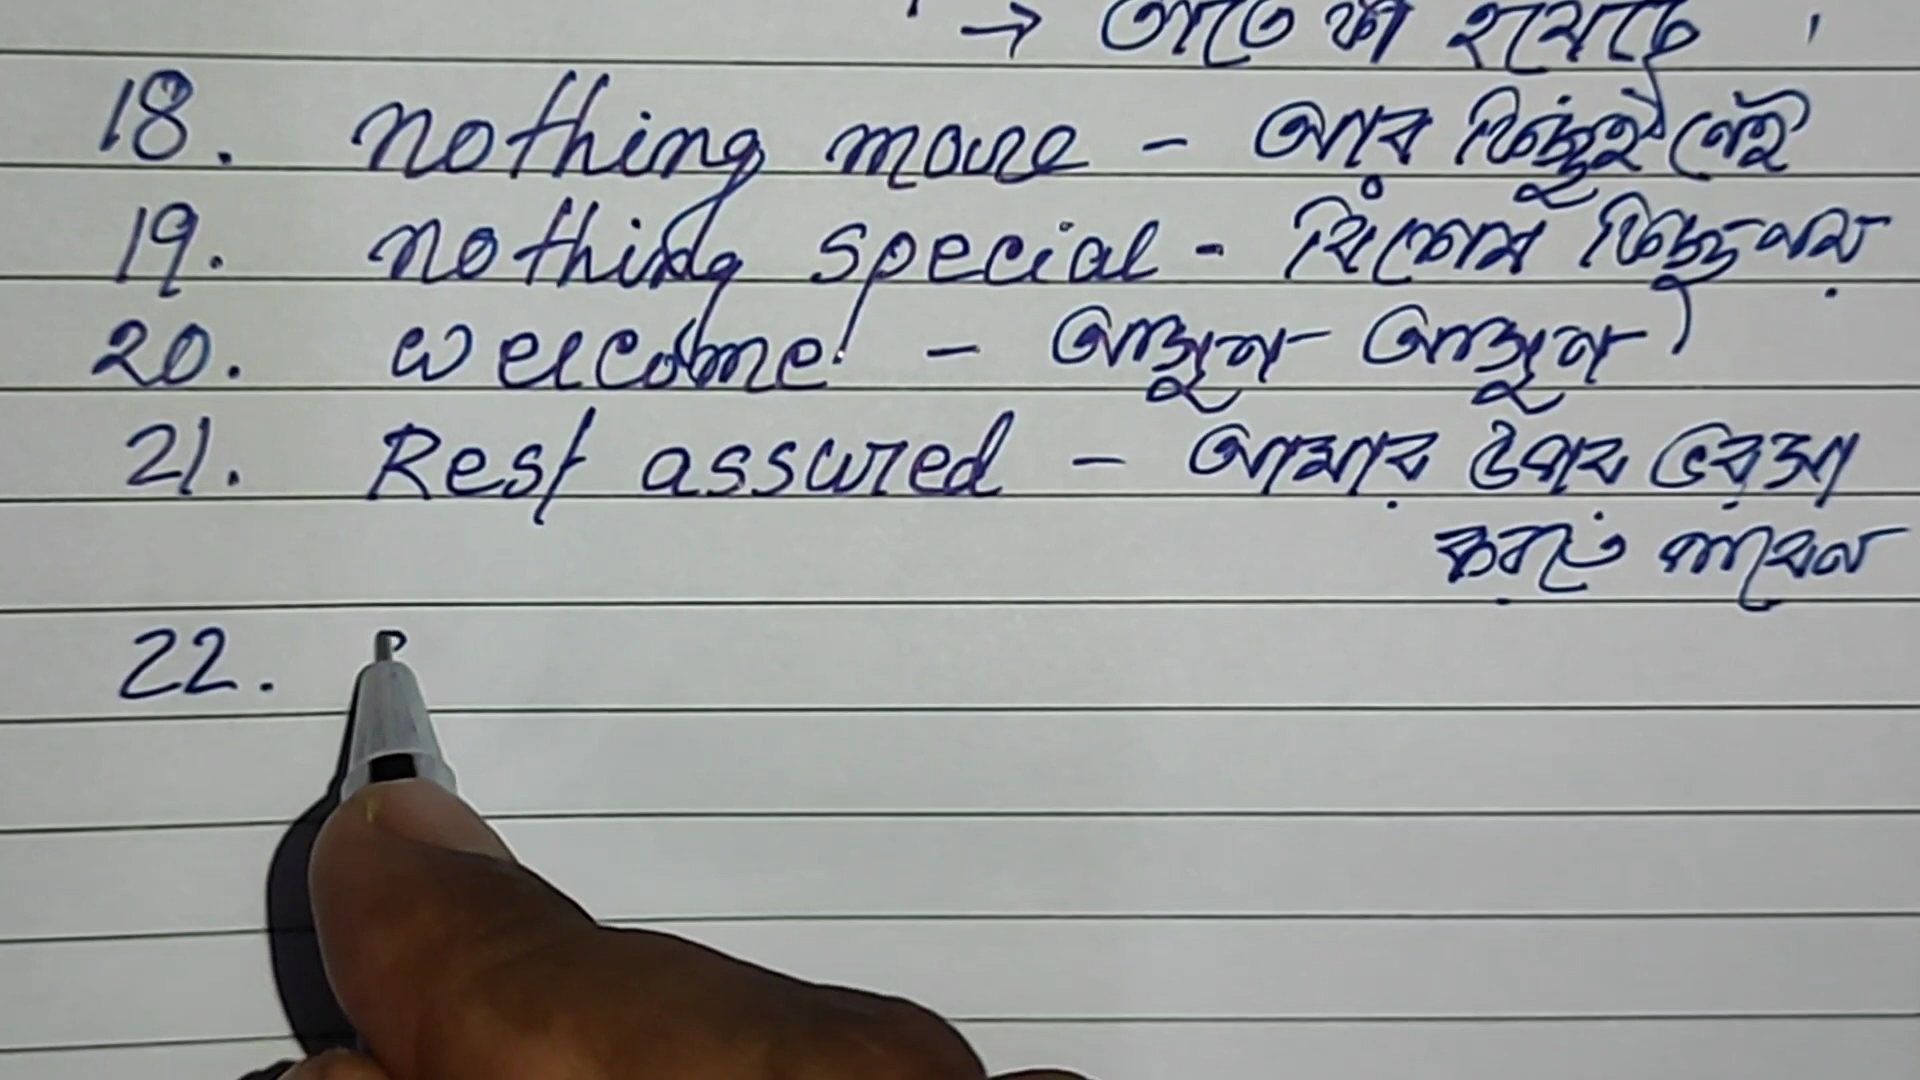 → তাতে কী হয়েছে
18. nothing more - আর কিছুই নেই
19. nothing special - বিশেষ কিছু নয়
20. welcome! - আসুন আসুন
21. Rest assured - আমার উপর ভরসা
করতে পারেন
22.